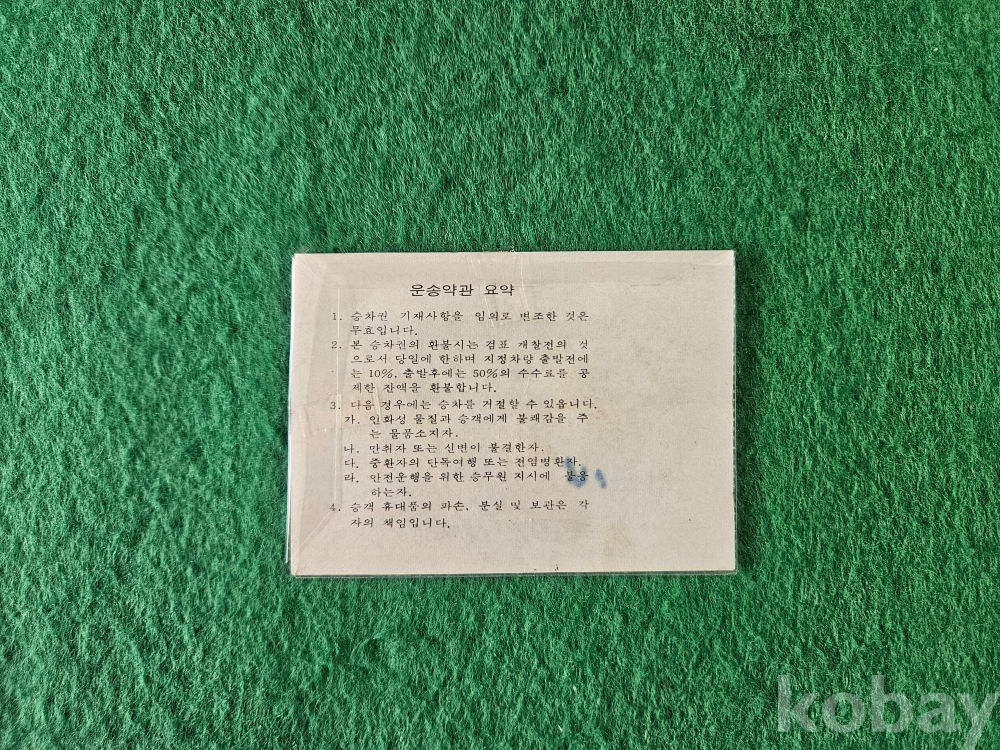 운송약관 요약
1. 승차권 기재사항을 임의로 변조한 것은
무효입니다.
2. 본 승차권의 환불시는 검표 개찰전의 것
으로서 당일에 한하며 지정차량 출발전에
는 10%, 출발후에는 50%의 수수료를 공
제한 잔액을 환불합니다.
3. 다음 경우에는 승차를 거절할 수 있읍니다.
가. 인화성 물질과 승객에게 불쾌감을 주
는 물품소지자.
나. 만취자 또는 신변이 불결한자.
다. 중환자의 단독여행 또는 전염병환자.
라. 안전운행을 위한 승무원 지시에 불응
하는자.
4. 승객 휴대품의 파손, 분실 및 보관은 각
자의 책임입니다.
kobay